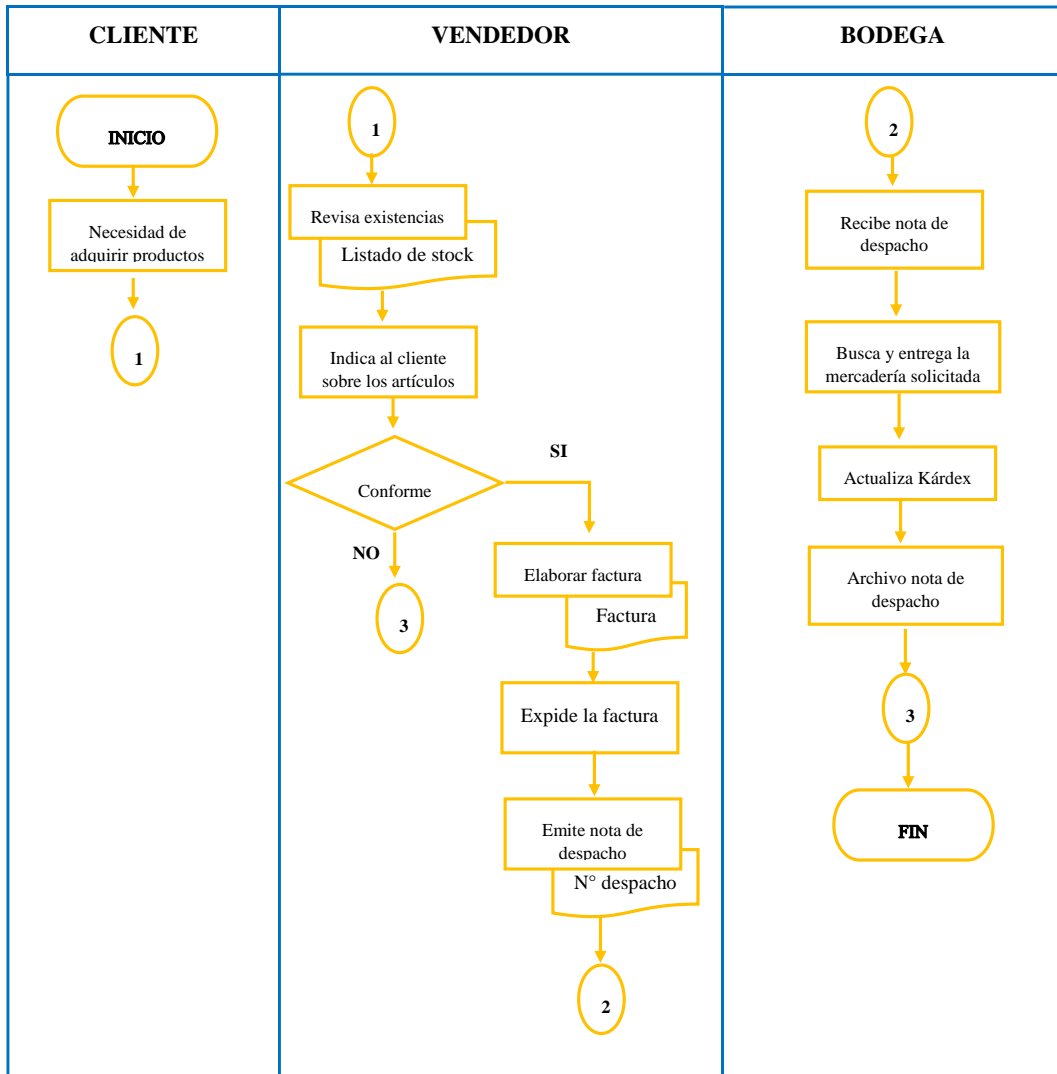 CLIENTE
VENDEDOR
BODEGA
INICIO
Necesidad de
adquirir productos
1
1
Revisa existencias
Listado de stock
Indica al cliente
sobre los artículos
Conforme
SI
NO
3
Elaborar factura
Factura
Expide la factura
Emite nota de
despacho
N° despacho
2
2
Recibe nota de
despacho
Busca y entrega la
mercadería solicitada
Actualiza Kárdex
Archivo nota de
despacho
3
FIN